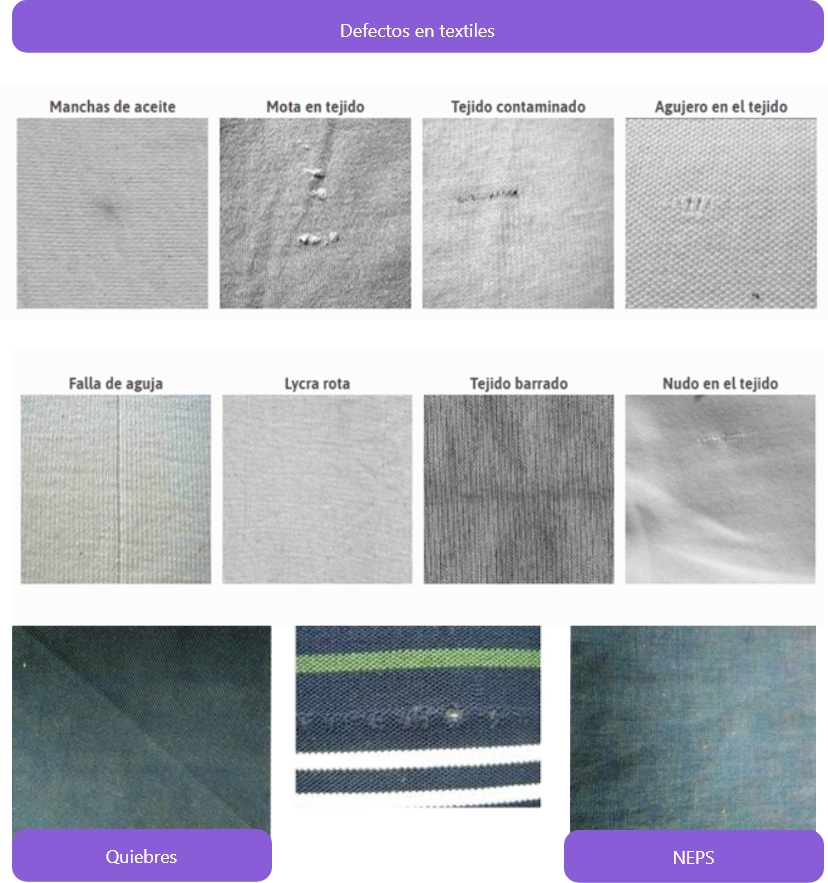 Defectos en textiles
Manchas de aceite
Mota en tejido
Tejido contaminado
Agujero en el tejido
Falla de aguja
Lycra rota
Tejido barrado
Nudo en el tejido
Quiebres
NEPS